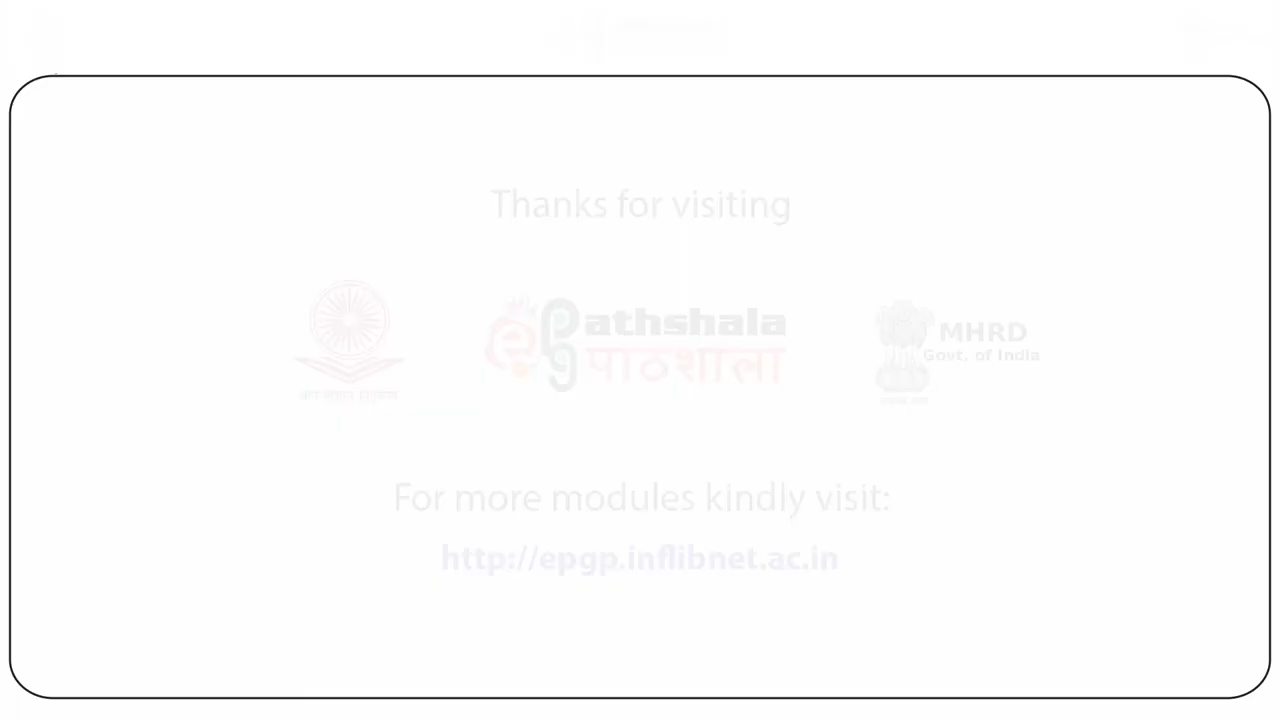 Thanks for visiting
athshala
पाठशाला
MHRD
Govt. of India
For more modules kindly visit:
http://epgp.inflibnet.ac.in